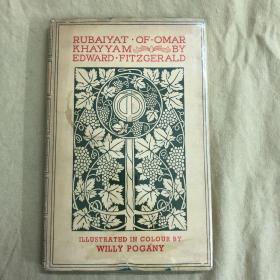 RUBAIYAT · OF · OMAR
KHAYYAM BY
EDWARD · FITZGERALD
ILLUSTRATED IN COLOUR BY
WILLY POGÁNY